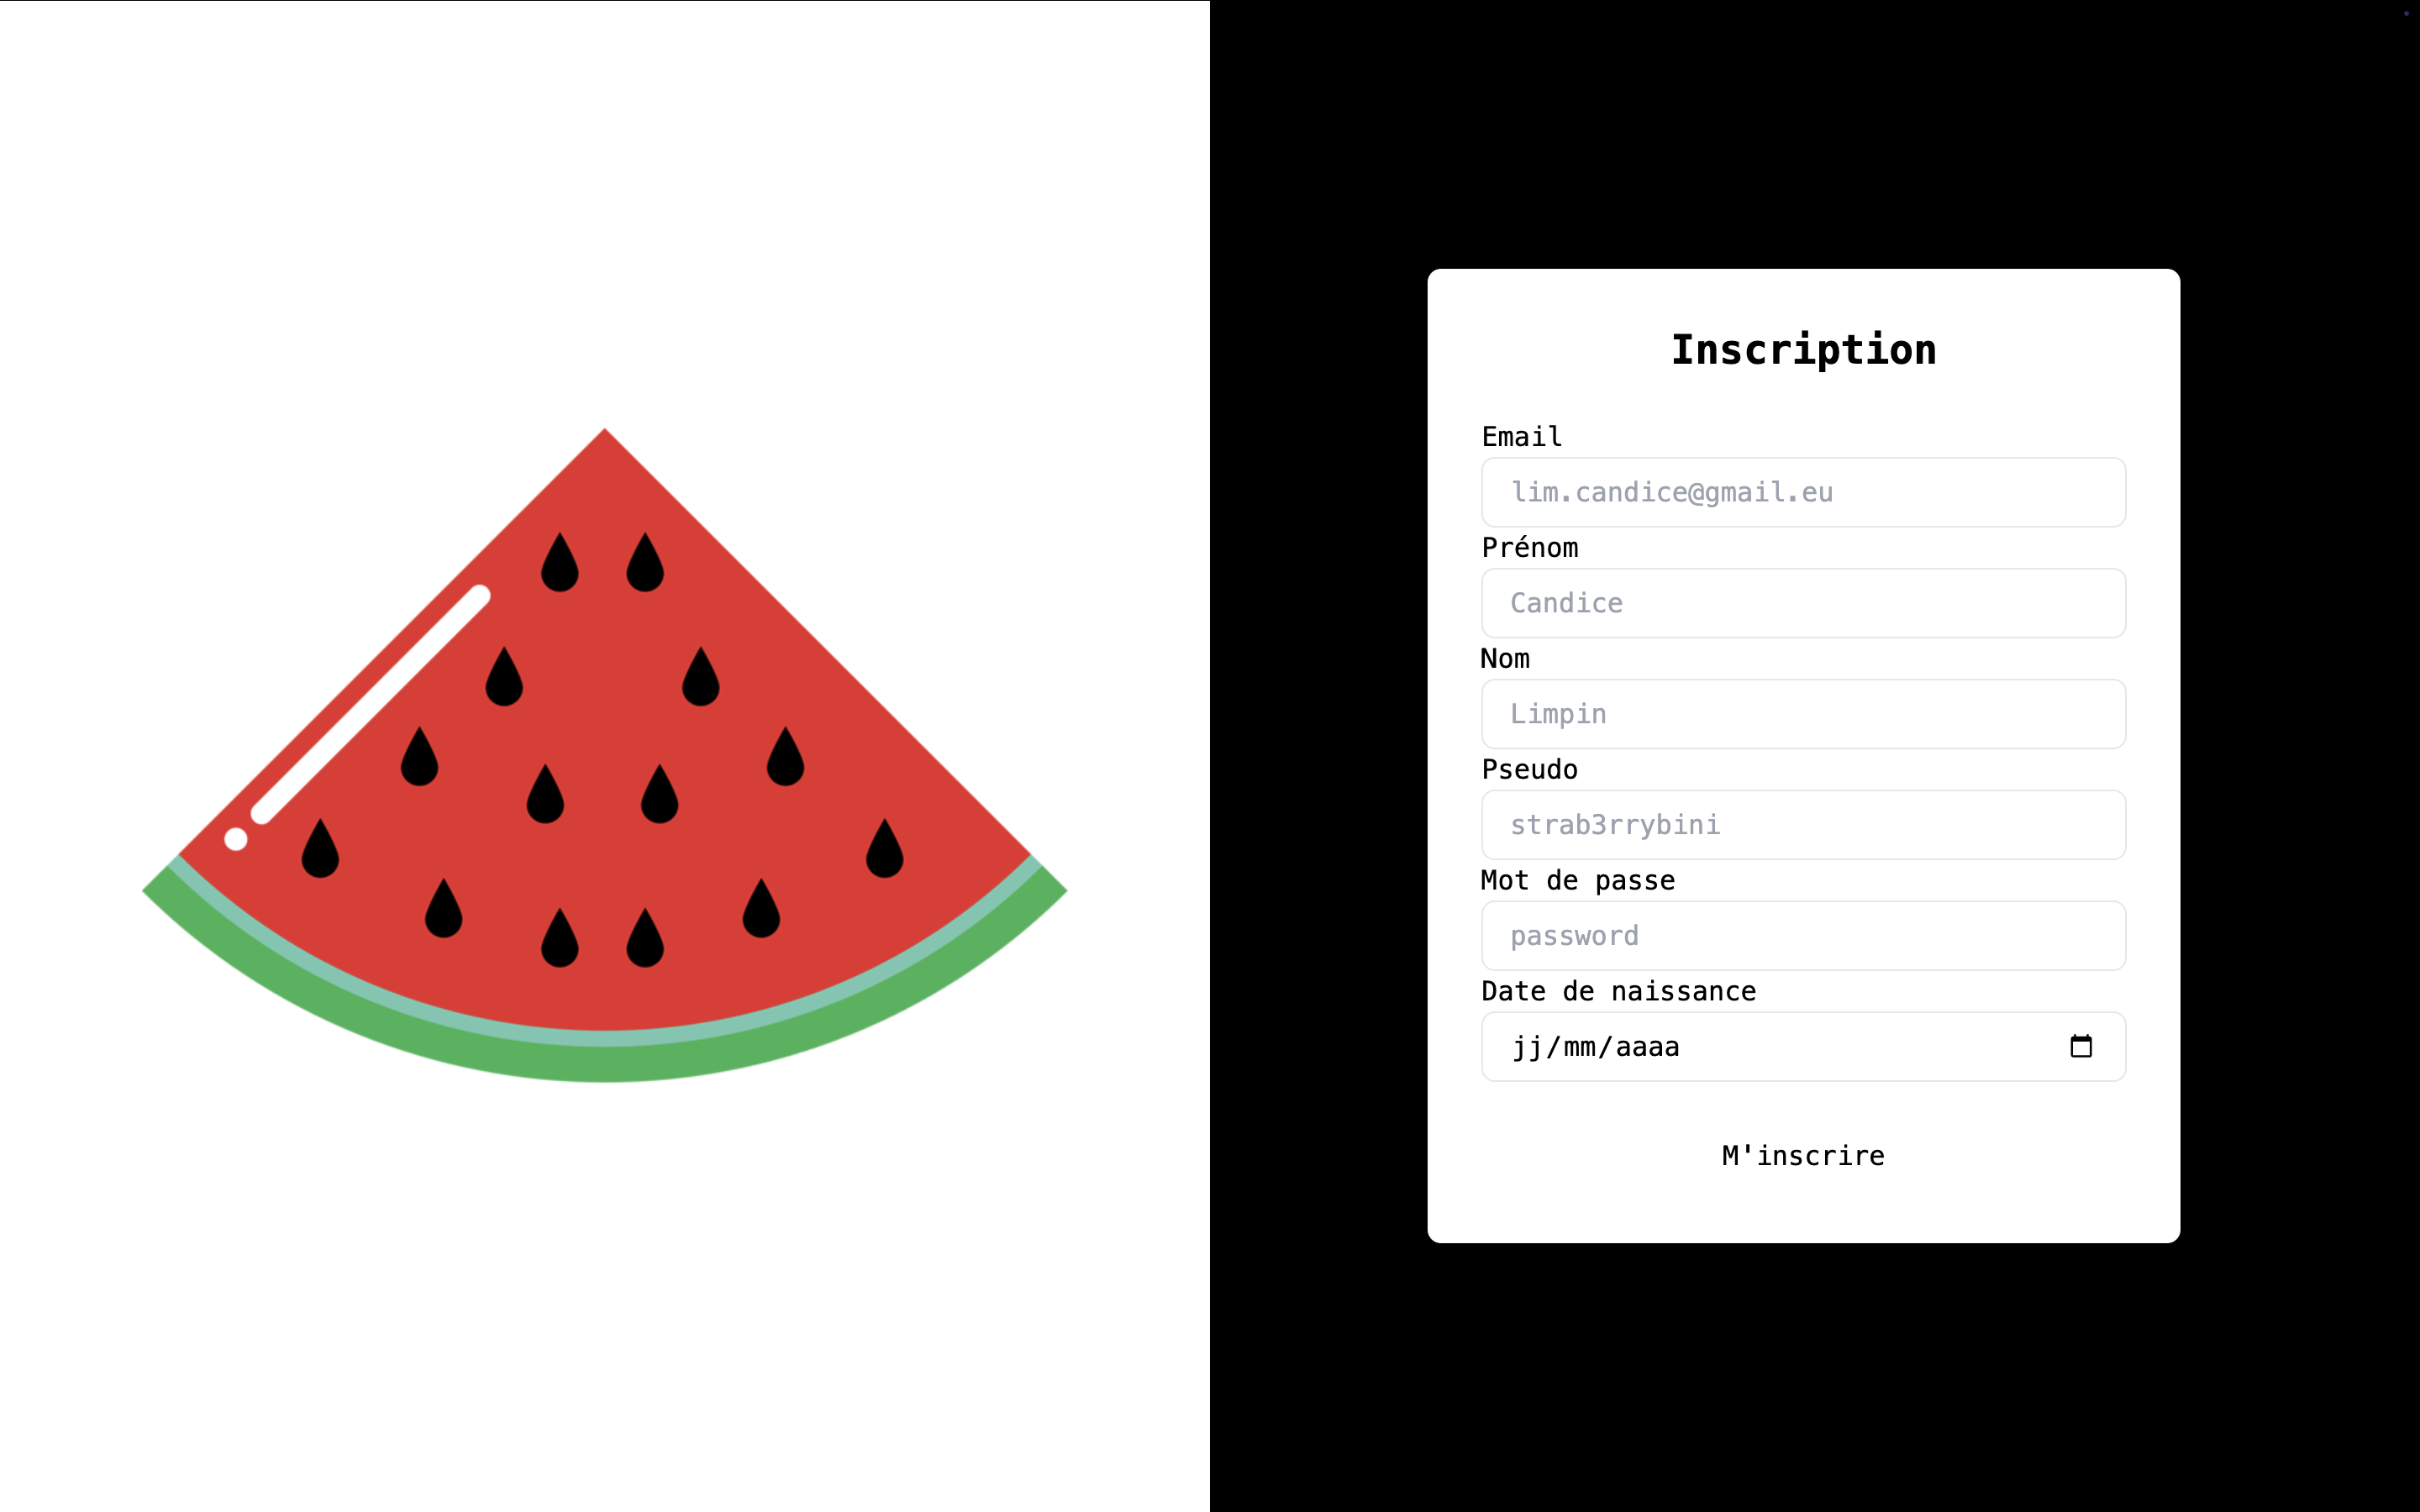 Inscription
Email
lim.candice@gmail.eu
Prénom
Candice
Nom
Limpin
Pseudo
strab3rrybini
Mot de passe
password
Date de naissance
jj/mm/aaaa
M'inscrire